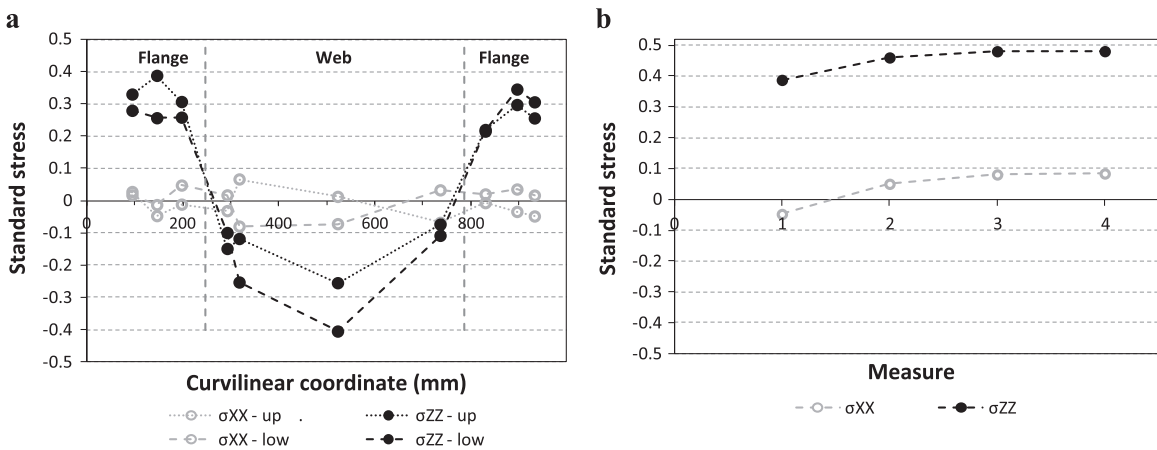 a
0.5
Flange Web Flange
0.4
0.3
0.2
0.1
0
0 200 400 600 800
-0.1
-0.2
-0.3
-0.4
-0.5
Standard stress
Curvilinear coordinate (mm)
σXX - up . σZZ - up
σXX - low σZZ - low
b
0.5
0.4
0.3
0.2
0.1
0
0 1 2 3 4
-0.1
-0.2
-0.3
-0.4
-0.5
Standard stress
Measure
σXX σZZ